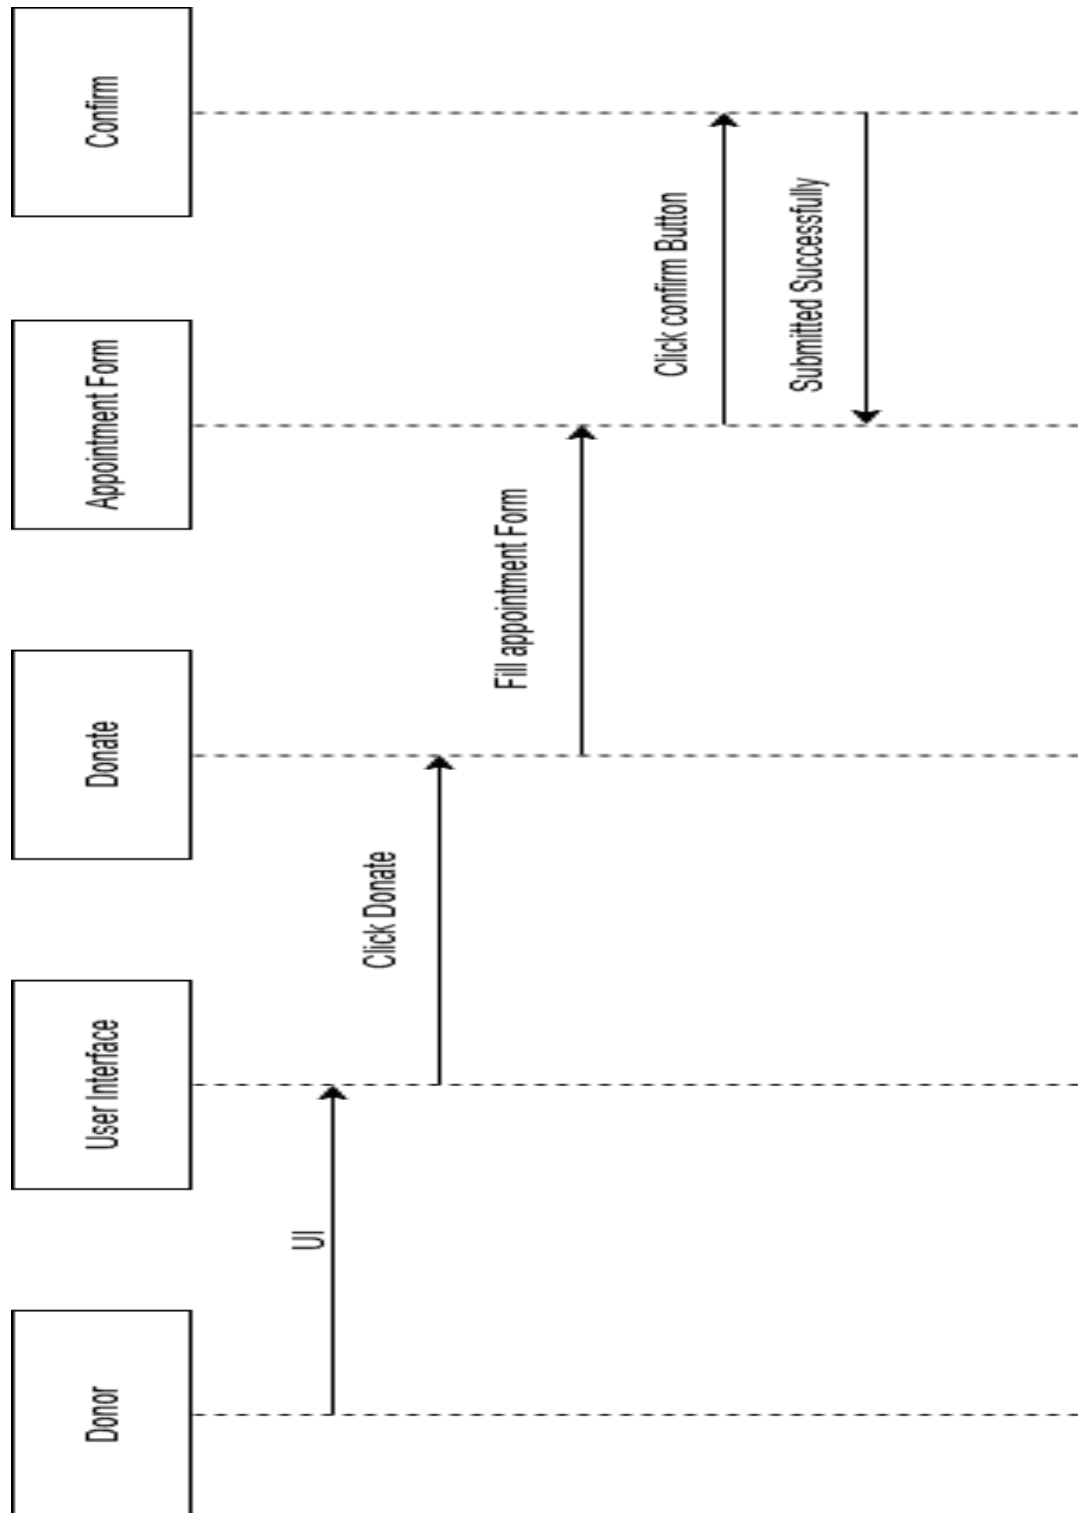 Donor
User Interface
Donate
Appointment Form
Confirm
UI
Click Donate
Fill appointment Form
Click confirm Button
Submitted Successfully